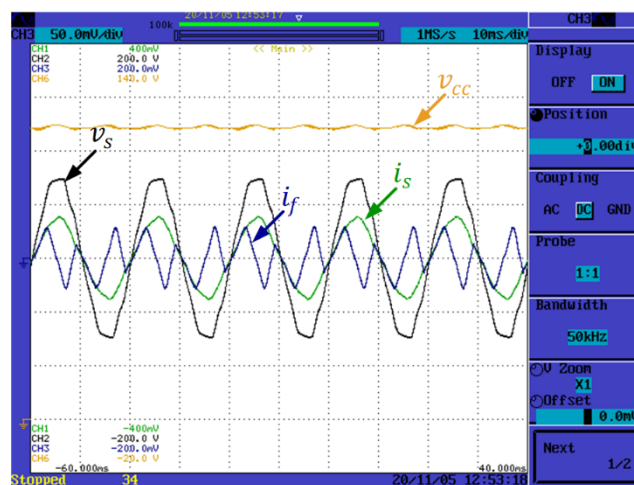 20/11/05 12:53:17
100k
CH3 50.0mV/div
1MS/s 10ms/div
CH3
CH1 400mV
CH2 200.0 V
CH3 200.0mV
CH6 140.0 V
<< Main >>
Display
OFF ON
Position
+0.00div
Coupling
AC DC GND
Probe
1:1
Bandwidth
50kHz
V Zoom
X1
Offset
0.0mV
Next
1/2
v_cc
v_s
i_f
i_s
CH1 -400mV
CH2 -200.0 V
CH3 -200.0mV
CH6 -20.0 V
-60.000ms
40.000ms
Stopped 34
20/11/05 12:53:18